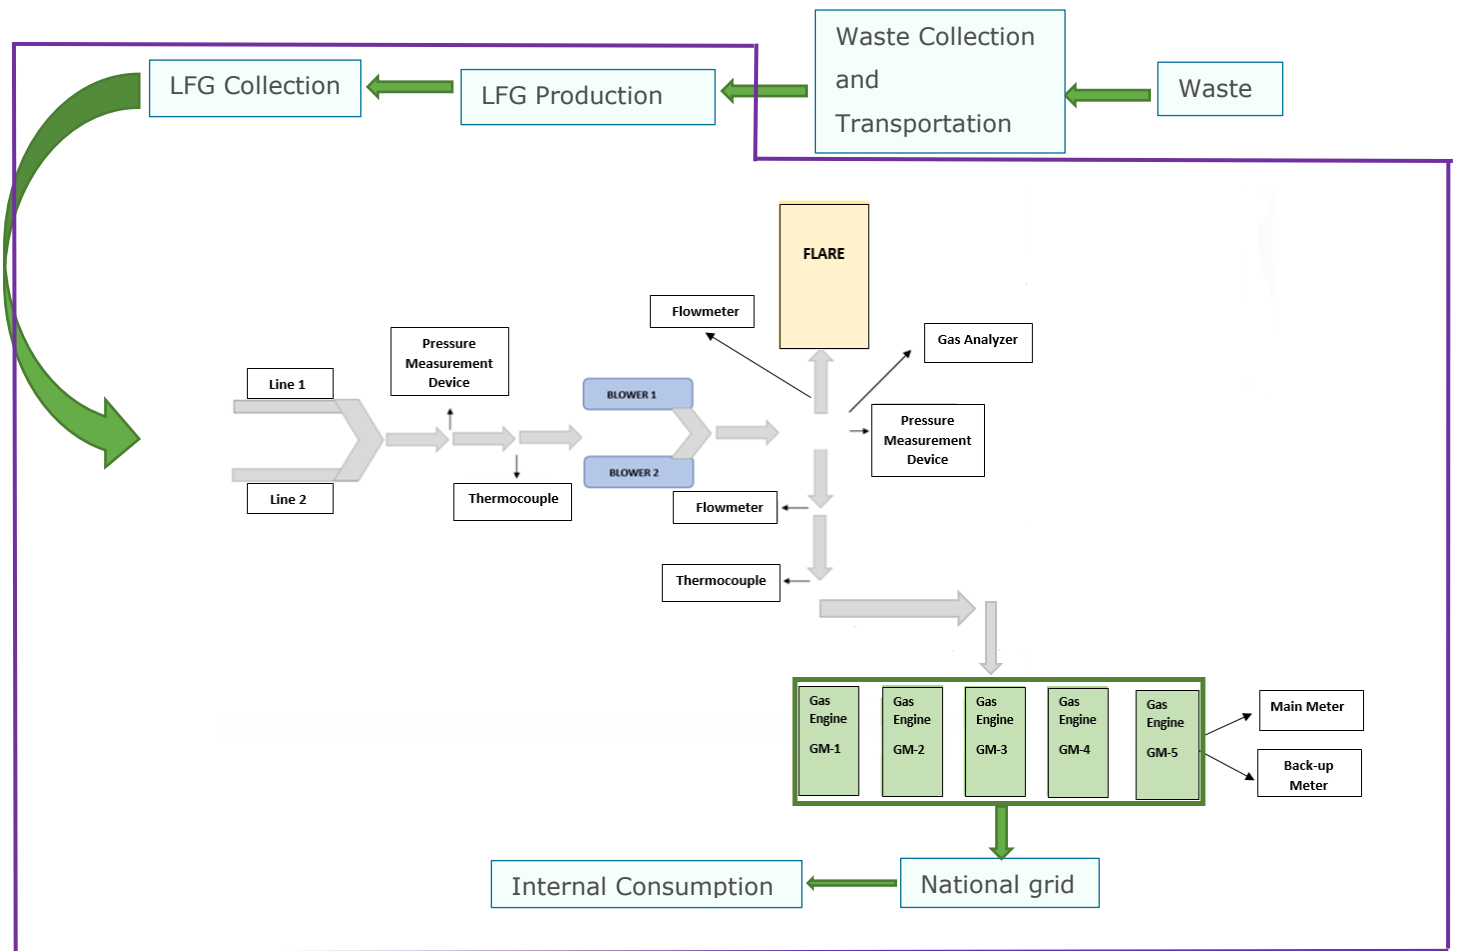 Waste Collection
and
Transportation
Waste
LFG Production
LFG Collection
FLARE
Flowmeter
Gas Analyzer
Pressure
Measurement
Device
Line 1
BLOWER 1
Pressure
Measurement
Device
BLOWER 2
Line 2
Thermocouple
Flowmeter
Thermocouple
Gas
Engine
GM-1
Gas
Engine
GM-2
Gas
Engine
GM-3
Gas
Engine
GM-4
Gas
Engine
GM-5
Main Meter
Back-up
Meter
National grid
Internal Consumption